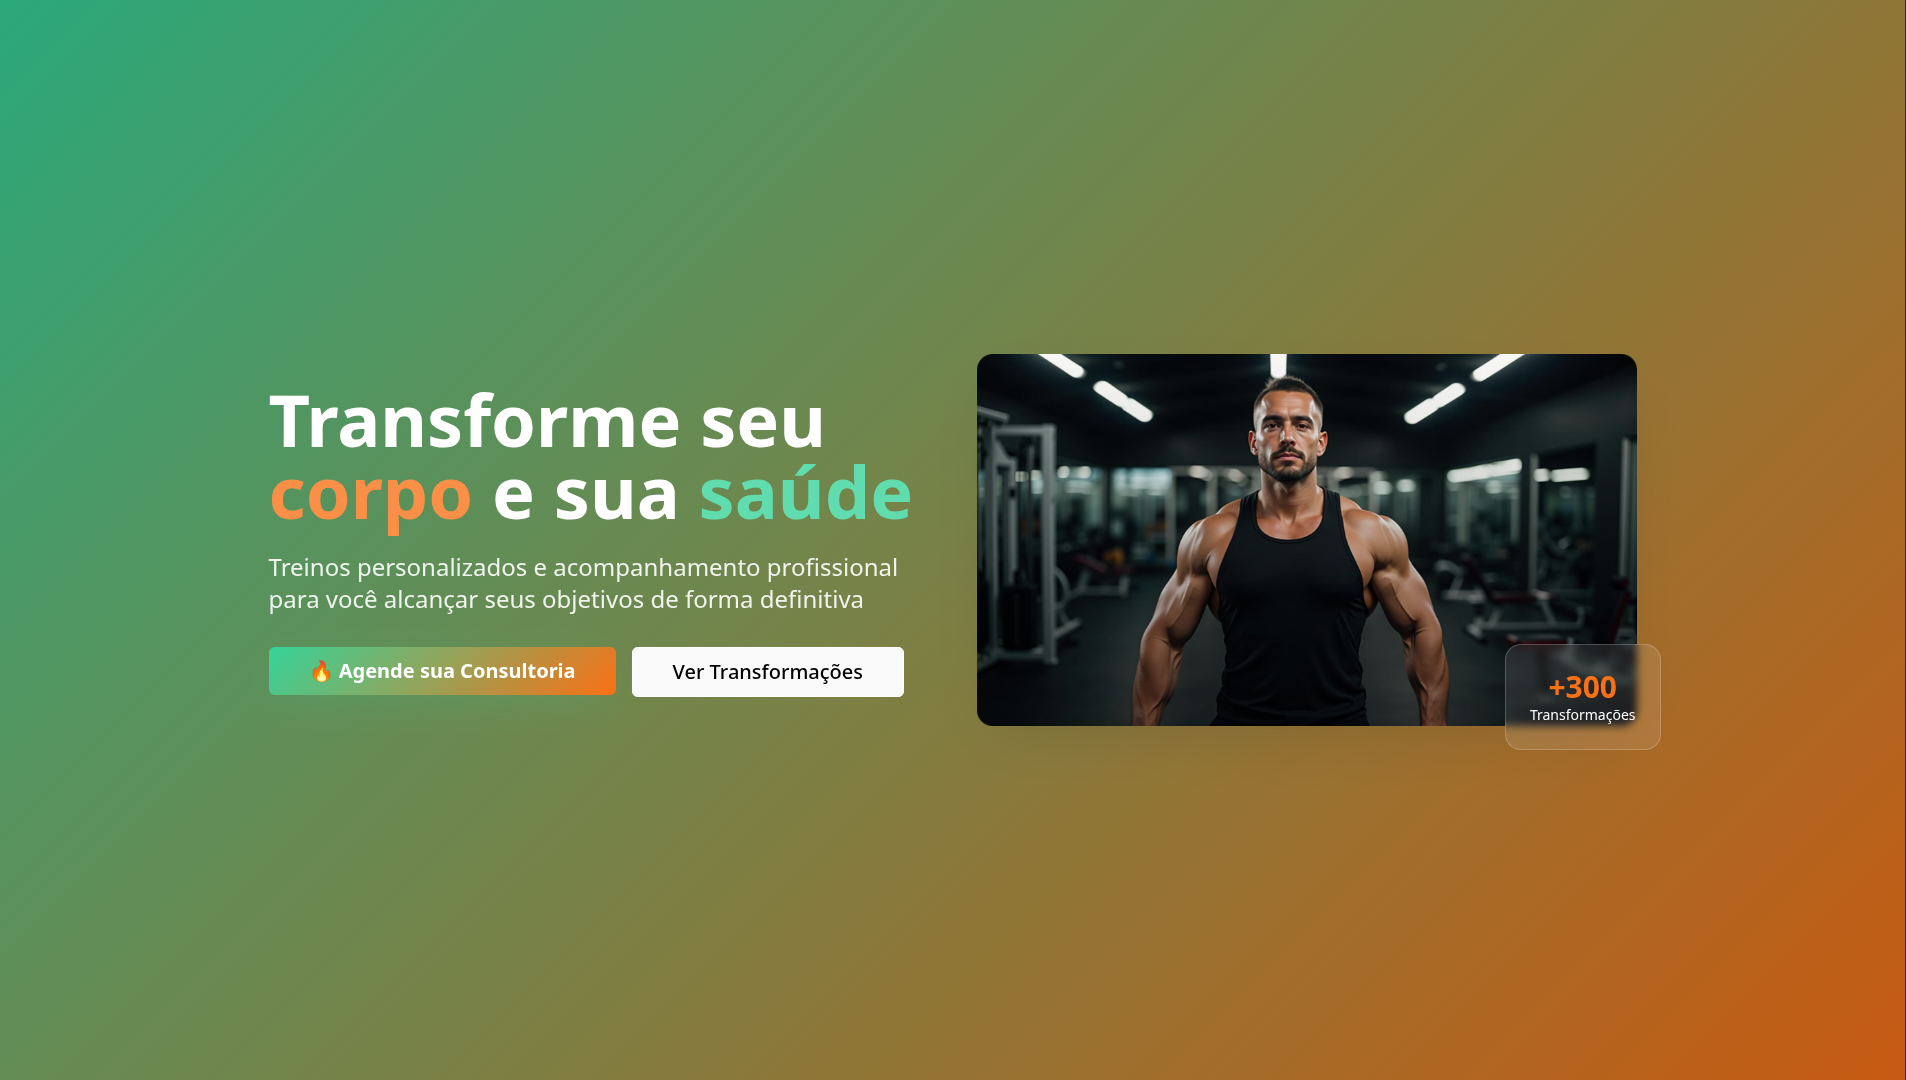 Transforme seu
corpo e sua saúde
Treinos personalizados e acompanhamento profissional
para você alcançar seus objetivos de forma definitiva
🔥 Agende sua Consultoria
Ver Transformações
+300
Transformações